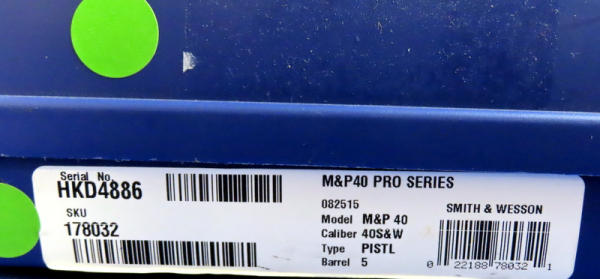 Serial No.
HKD4886
SKU
178032
M&P40 PRO SERIES
082515
Model M&P 40
Caliber 40S&W
Type PISTL
Barrel 5
SMITH & WESSON
0 22188 78032 1